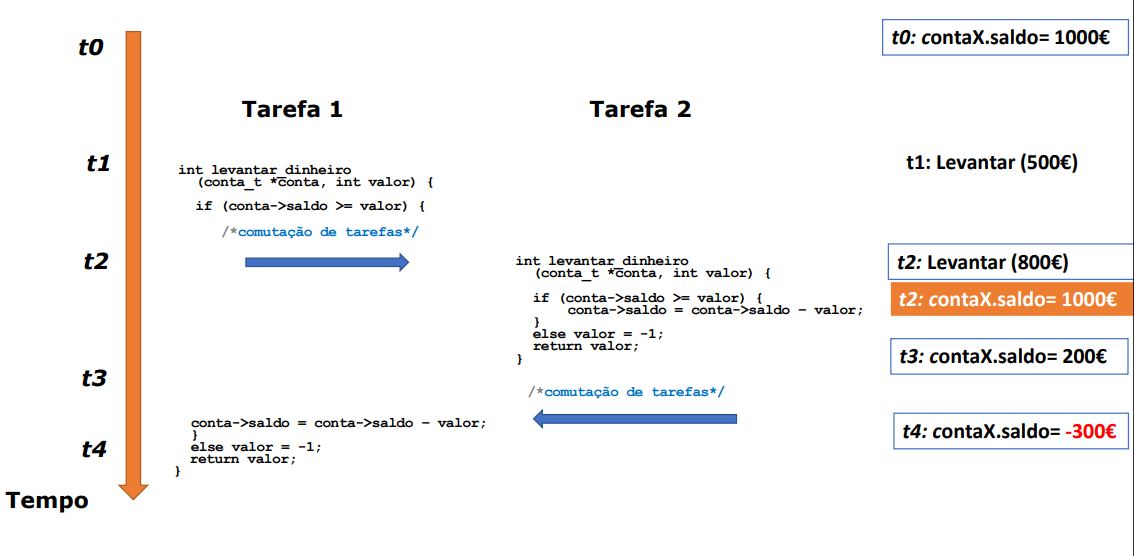 t0
t0: contaX.saldo= 1000€
Tarefa 1
Tarefa 2
t1
t1: Levantar (500€)
int levantar_dinheiro
(conta_t *conta, int valor) {
if (conta->saldo >= valor) {
/*comutação de tarefas*/
t2
t2: Levantar (800€)
t2: contaX.saldo= 1000€
int levantar_dinheiro
(conta_t *conta, int valor) {
if (conta->saldo >= valor) {
conta->saldo = conta->saldo – valor;
}
else valor = -1;
return valor;
}
t3
t3: contaX.saldo= 200€
/*comutação de tarefas*/
conta->saldo = conta->saldo – valor;
}
else valor = -1;
return valor;
}
t4
t4: contaX.saldo= -300€
Tempo